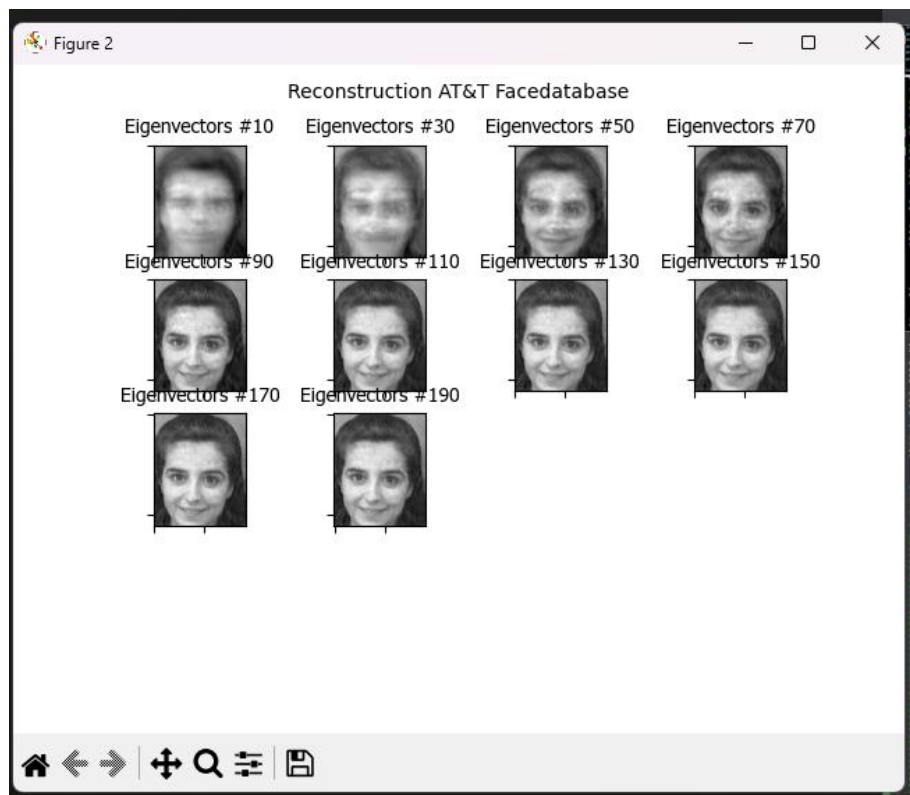 Figure 2
Reconstruction AT&T Facedatabase
Eigenvectors #10 Eigenvectors #30 Eigenvectors #50 Eigenvectors #70
Eigenvectors #90 Eigenvectors #110 Eigenvectors #130 Eigenvectors #150
Eigenvectors #170 Eigenvectors #190